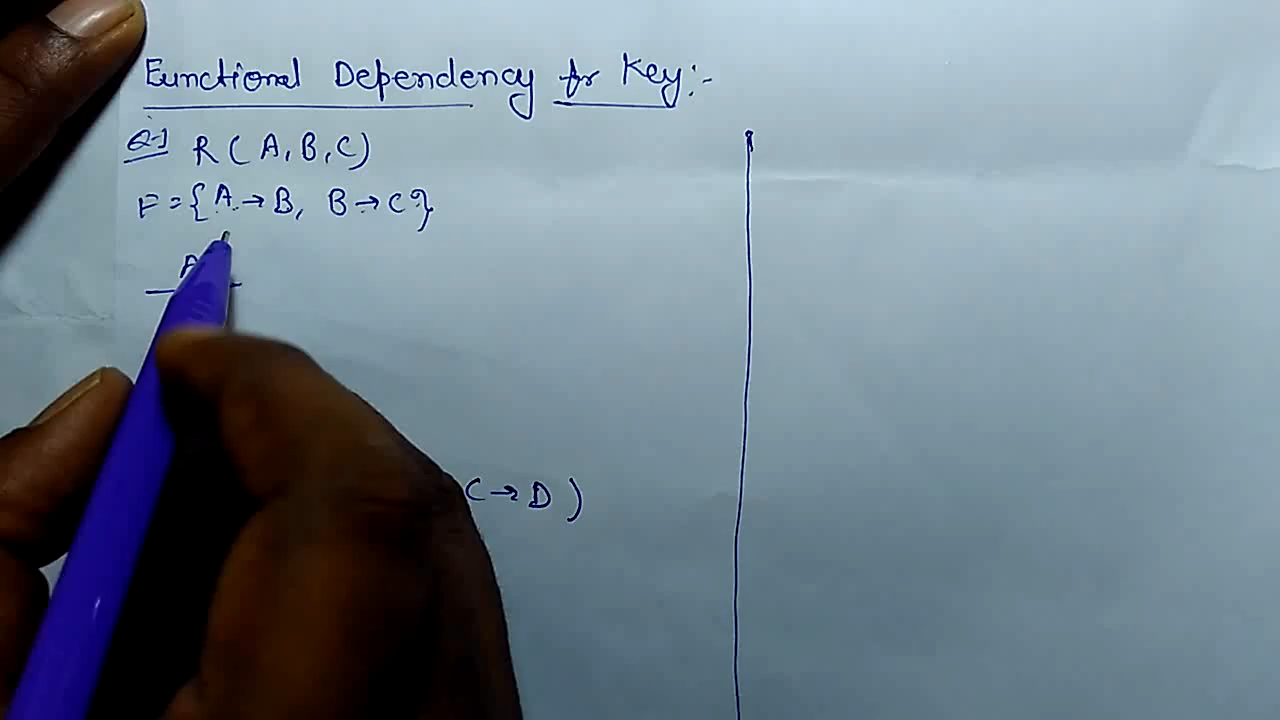 Functional Dependency for Key:-
Q-1 R(A,B,C)
F={A→B, B→C}
A
C→D)